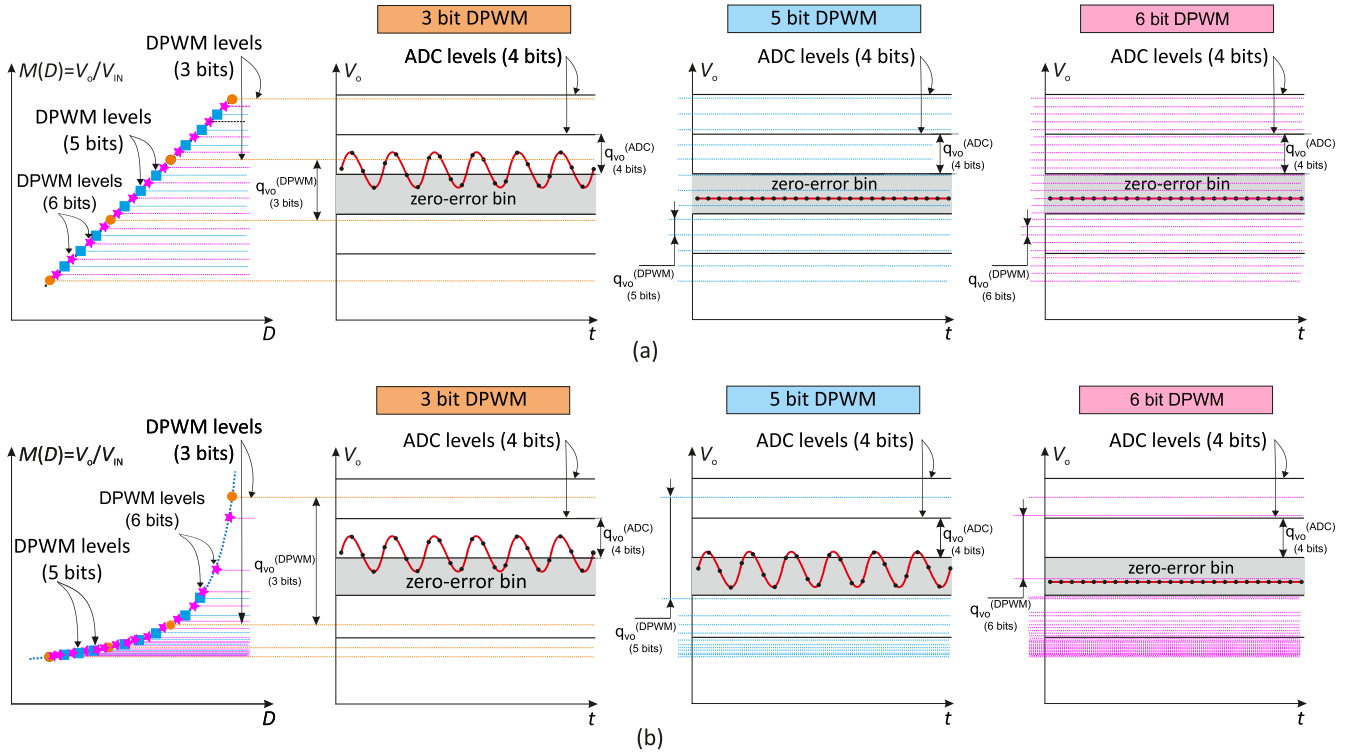 3 bit DPWM
5 bit DPWM
6 bit DPWM
DPWM levels
(3 bits)
M(D)=Vo/VIN
DPWM levels
(5 bits)
DPWM levels
(6 bits)
qvo(DPWM)
(3 bits)
D
ADC levels (4 bits)
Vo
qvo(ADC)
(4 bits)
zero-error bin
t
ADC levels (4 bits)
Vo
qvo(ADC)
(4 bits)
zero-error bin
qvo(DPWM)
(5 bits)
t
ADC levels (4 bits)
Vo
qvo(ADC)
(4 bits)
zero-error bin
qvo(DPWM)
(6 bits)
t
(a)
3 bit DPWM
5 bit DPWM
6 bit DPWM
DPWM levels
(3 bits)
M(D)=Vo/VIN
DPWM levels
(6 bits)
DPWM levels
(5 bits)
qvo(DPWM)
(3 bits)
D
ADC levels (4 bits)
Vo
qvo(ADC)
(4 bits)
zero-error bin
t
ADC levels (4 bits)
Vo
qvo(ADC)
(4 bits)
qvo(DPWM)
(5 bits)
t
ADC levels (4 bits)
Vo
qvo(ADC)
(4 bits)
zero-error bin
qvo(DPWM)
(6 bits)
t
(b)